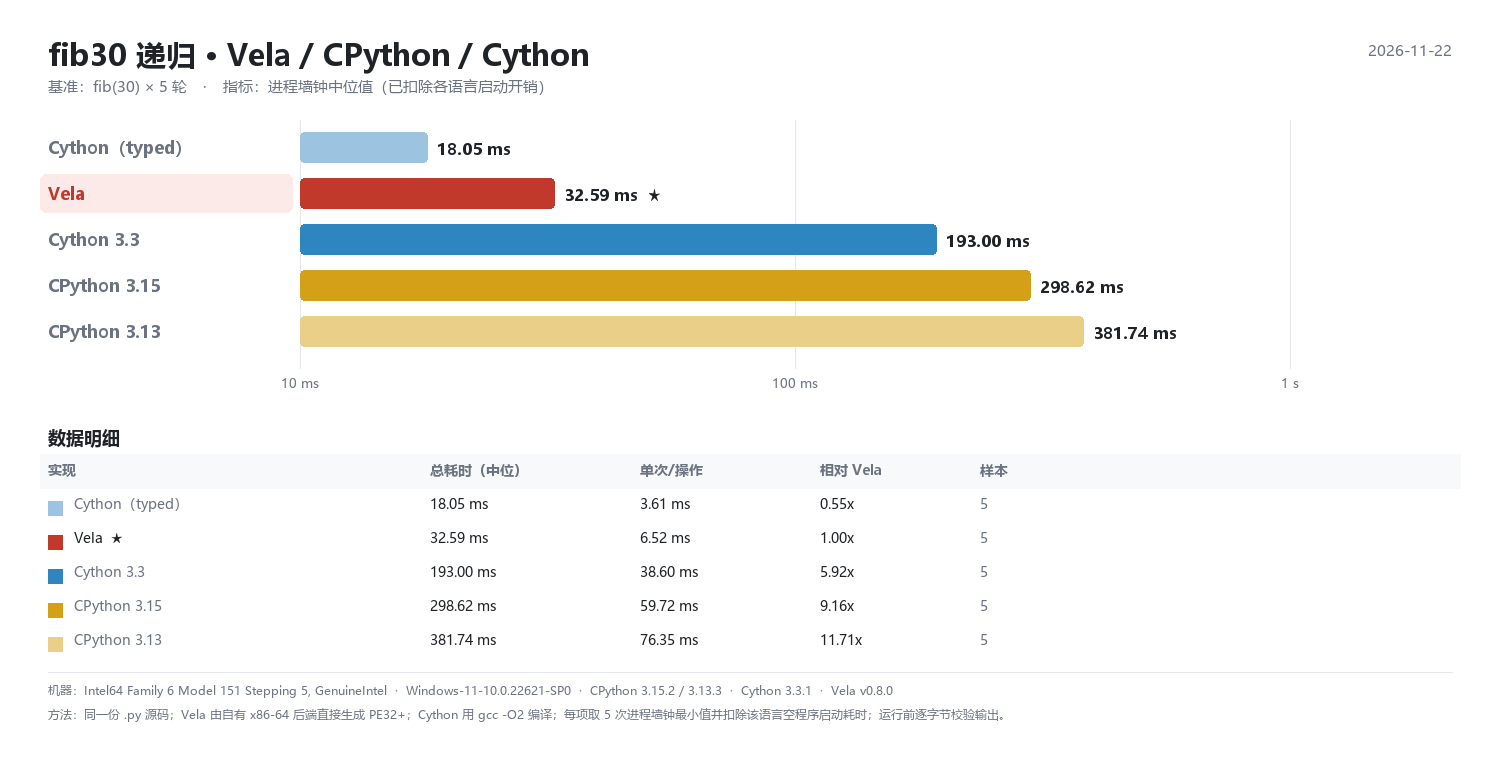 fib30 递归 • Vela / CPython / Cython
2026-11-22
基准：fib(30) × 5 轮 · 指标：进程墙钟中位值（已扣除各语言启动开销）
Cython（typed） 18.05 ms
Vela 32.59 ms ★
Cython 3.3 193.00 ms
CPython 3.15 298.62 ms
CPython 3.13 381.74 ms
10 ms 100 ms 1 s
数据明细
实现 总耗时（中位） 单次/操作 相对 Vela 样本
Cython（typed） 18.05 ms 3.61 ms 0.55x 5
Vela ★ 32.59 ms 6.52 ms 1.00x 5
Cython 3.3 193.00 ms 38.60 ms 5.92x 5
CPython 3.15 298.62 ms 59.72 ms 9.16x 5
CPython 3.13 381.74 ms 76.35 ms 11.71x 5
机器：Intel64 Family 6 Model 151 Stepping 5, GenuineIntel · Windows-11-10.0.22621-SP0 · CPython 3.15.2 / 3.13.3 · Cython 3.3.1 · Vela v0.8.0
方法：同一份 .py 源码；Vela 由自有 x86-64 后端直接生成 PE32+；Cython 用 gcc -O2 编译；每项取 5 次进程墙钟最小值并扣除该语言空程序启动耗时；运行前逐字节校验输出。